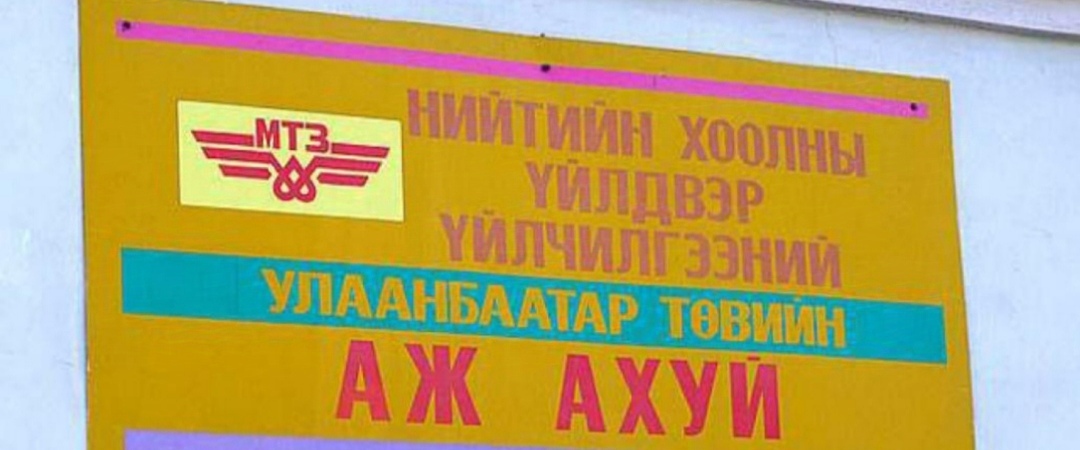 МТЗ
НИЙТИЙН ХООЛНЫ
ҮЙЛДВЭР
ҮЙЛЧИЛГЭЭНИЙ
УЛААНБААТАР ТӨВИЙН
АЖ АХУЙ